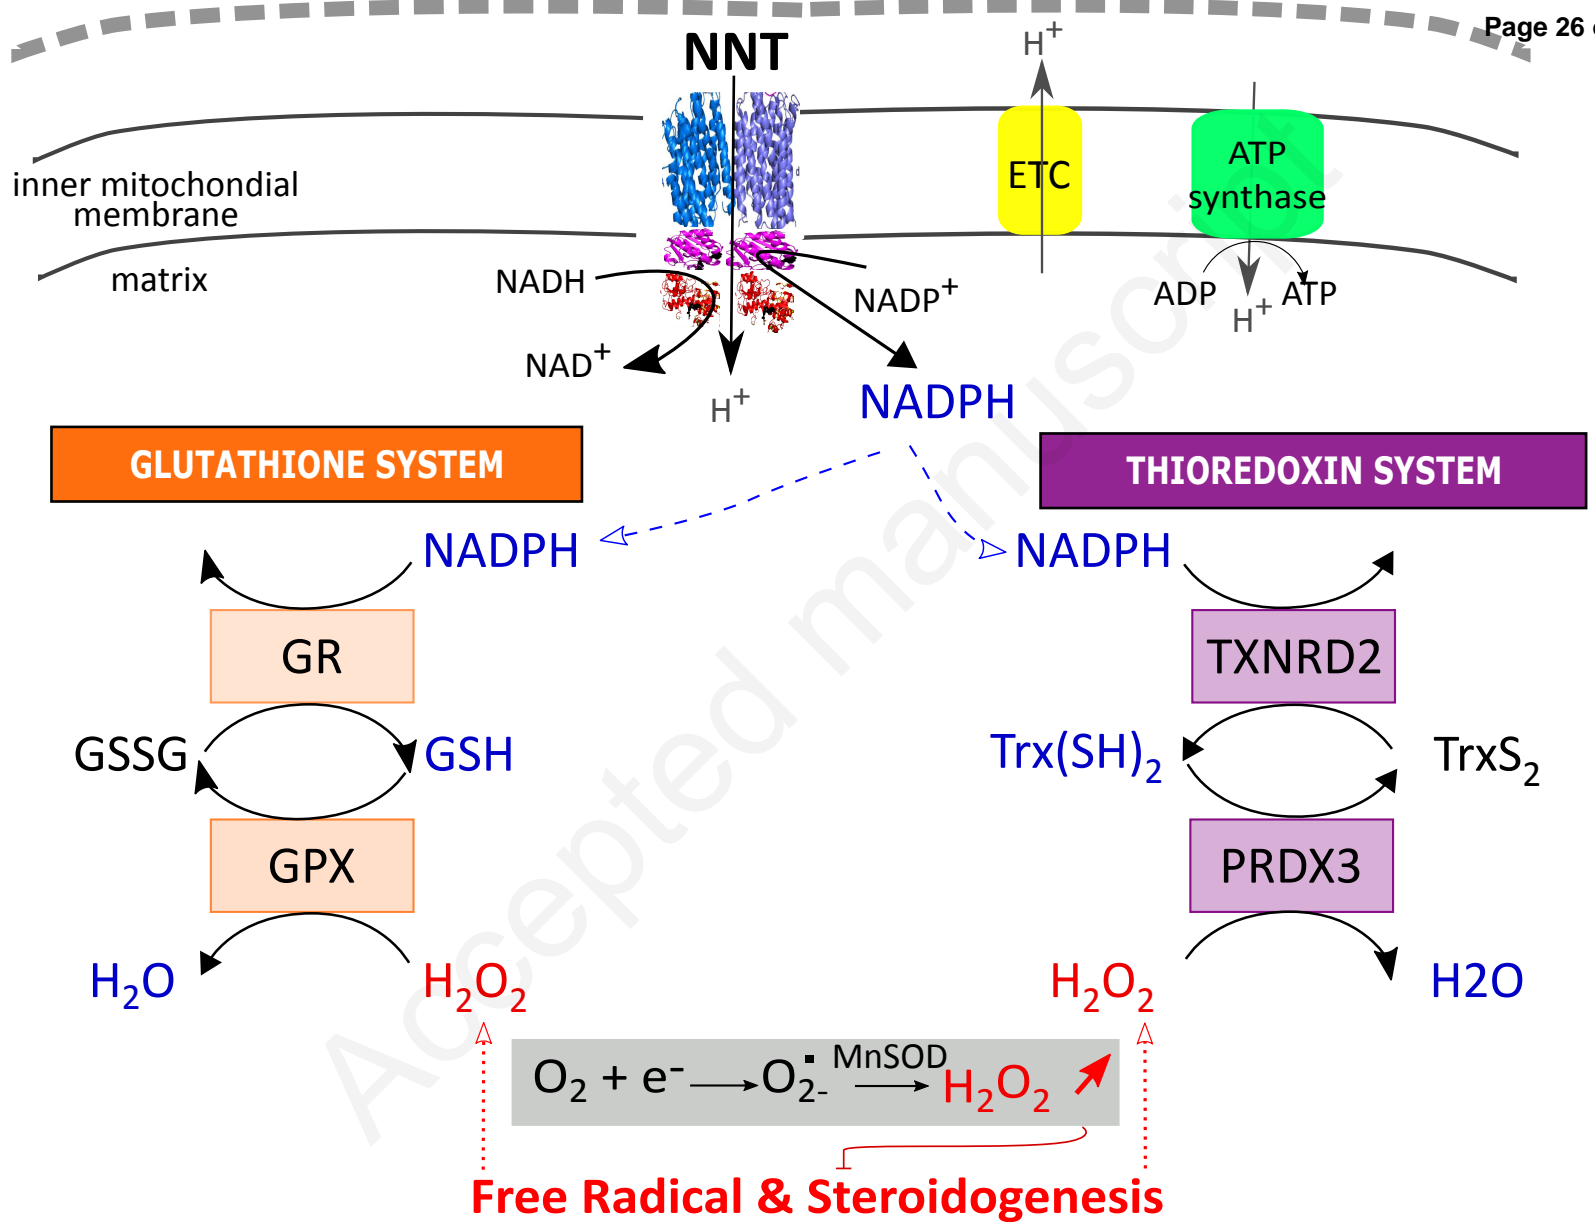 Page 26
NNT
H⁺
inner mitochondial
membrane
ETC
ATP
synthase
matrix
NADH
NADP⁺
ADP
ATP
H⁺
NAD⁺
H⁺
NADPH
GLUTATHIONE SYSTEM
THIOREDOXIN SYSTEM
NADPH
NADPH
GR
TXNRD2
GSSG
GSH
Trx(SH)₂
TrxS₂
GPX
PRDX3
H₂O
H₂O₂
H₂O₂
H2O
O₂ + e⁻ → O₂₋˙ MnSOD → H₂O₂
Free Radical & Steroidogenesis
Accepted manuscript